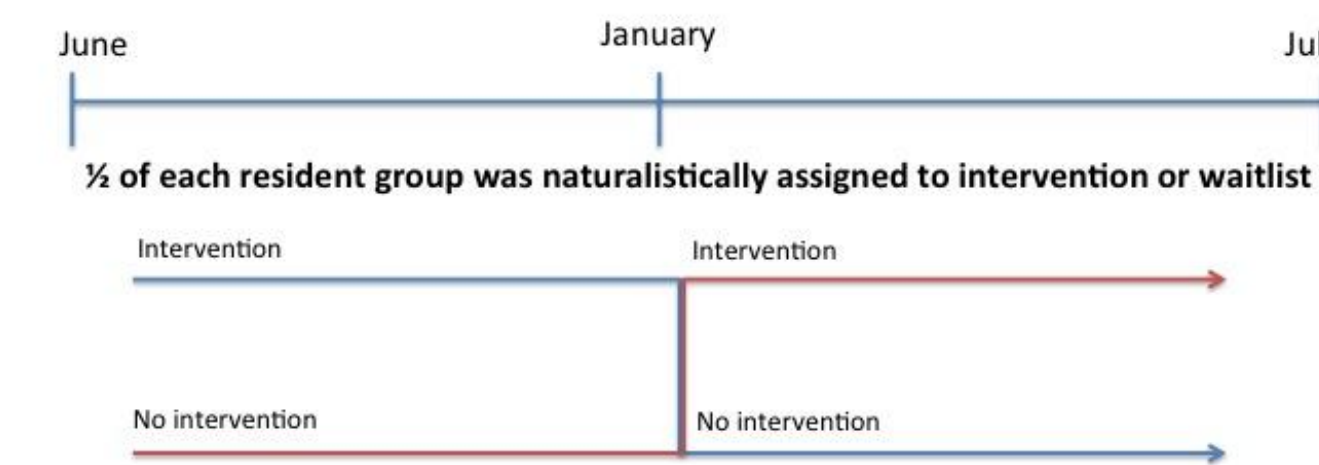 June January
½ of each resident group was naturalistically assigned to intervention or waitlist
Intervention Intervention
No intervention No intervention